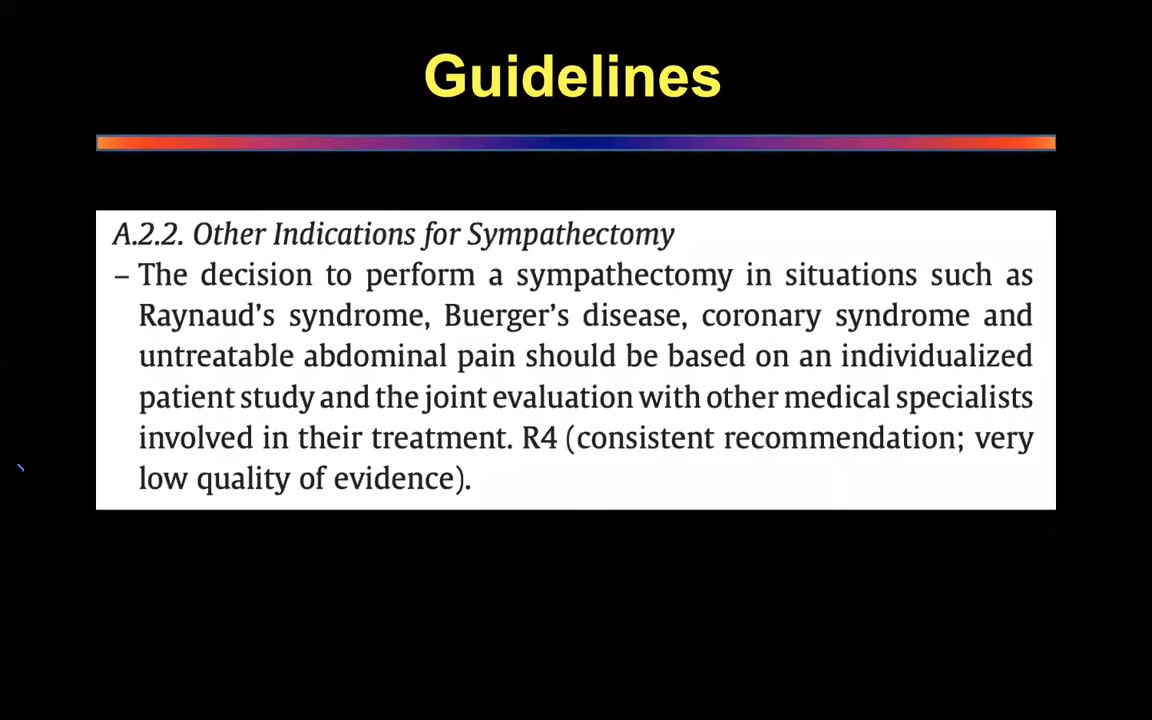 Guidelines
A.2.2. Other Indications for Sympathectomy
– The decision to perform a sympathectomy in situations such as
Raynaud’s syndrome, Buerger’s disease, coronary syndrome and
untreatable abdominal pain should be based on an individualized
patient study and the joint evaluation with other medical specialists
involved in their treatment. R4 (consistent recommendation; very
low quality of evidence).